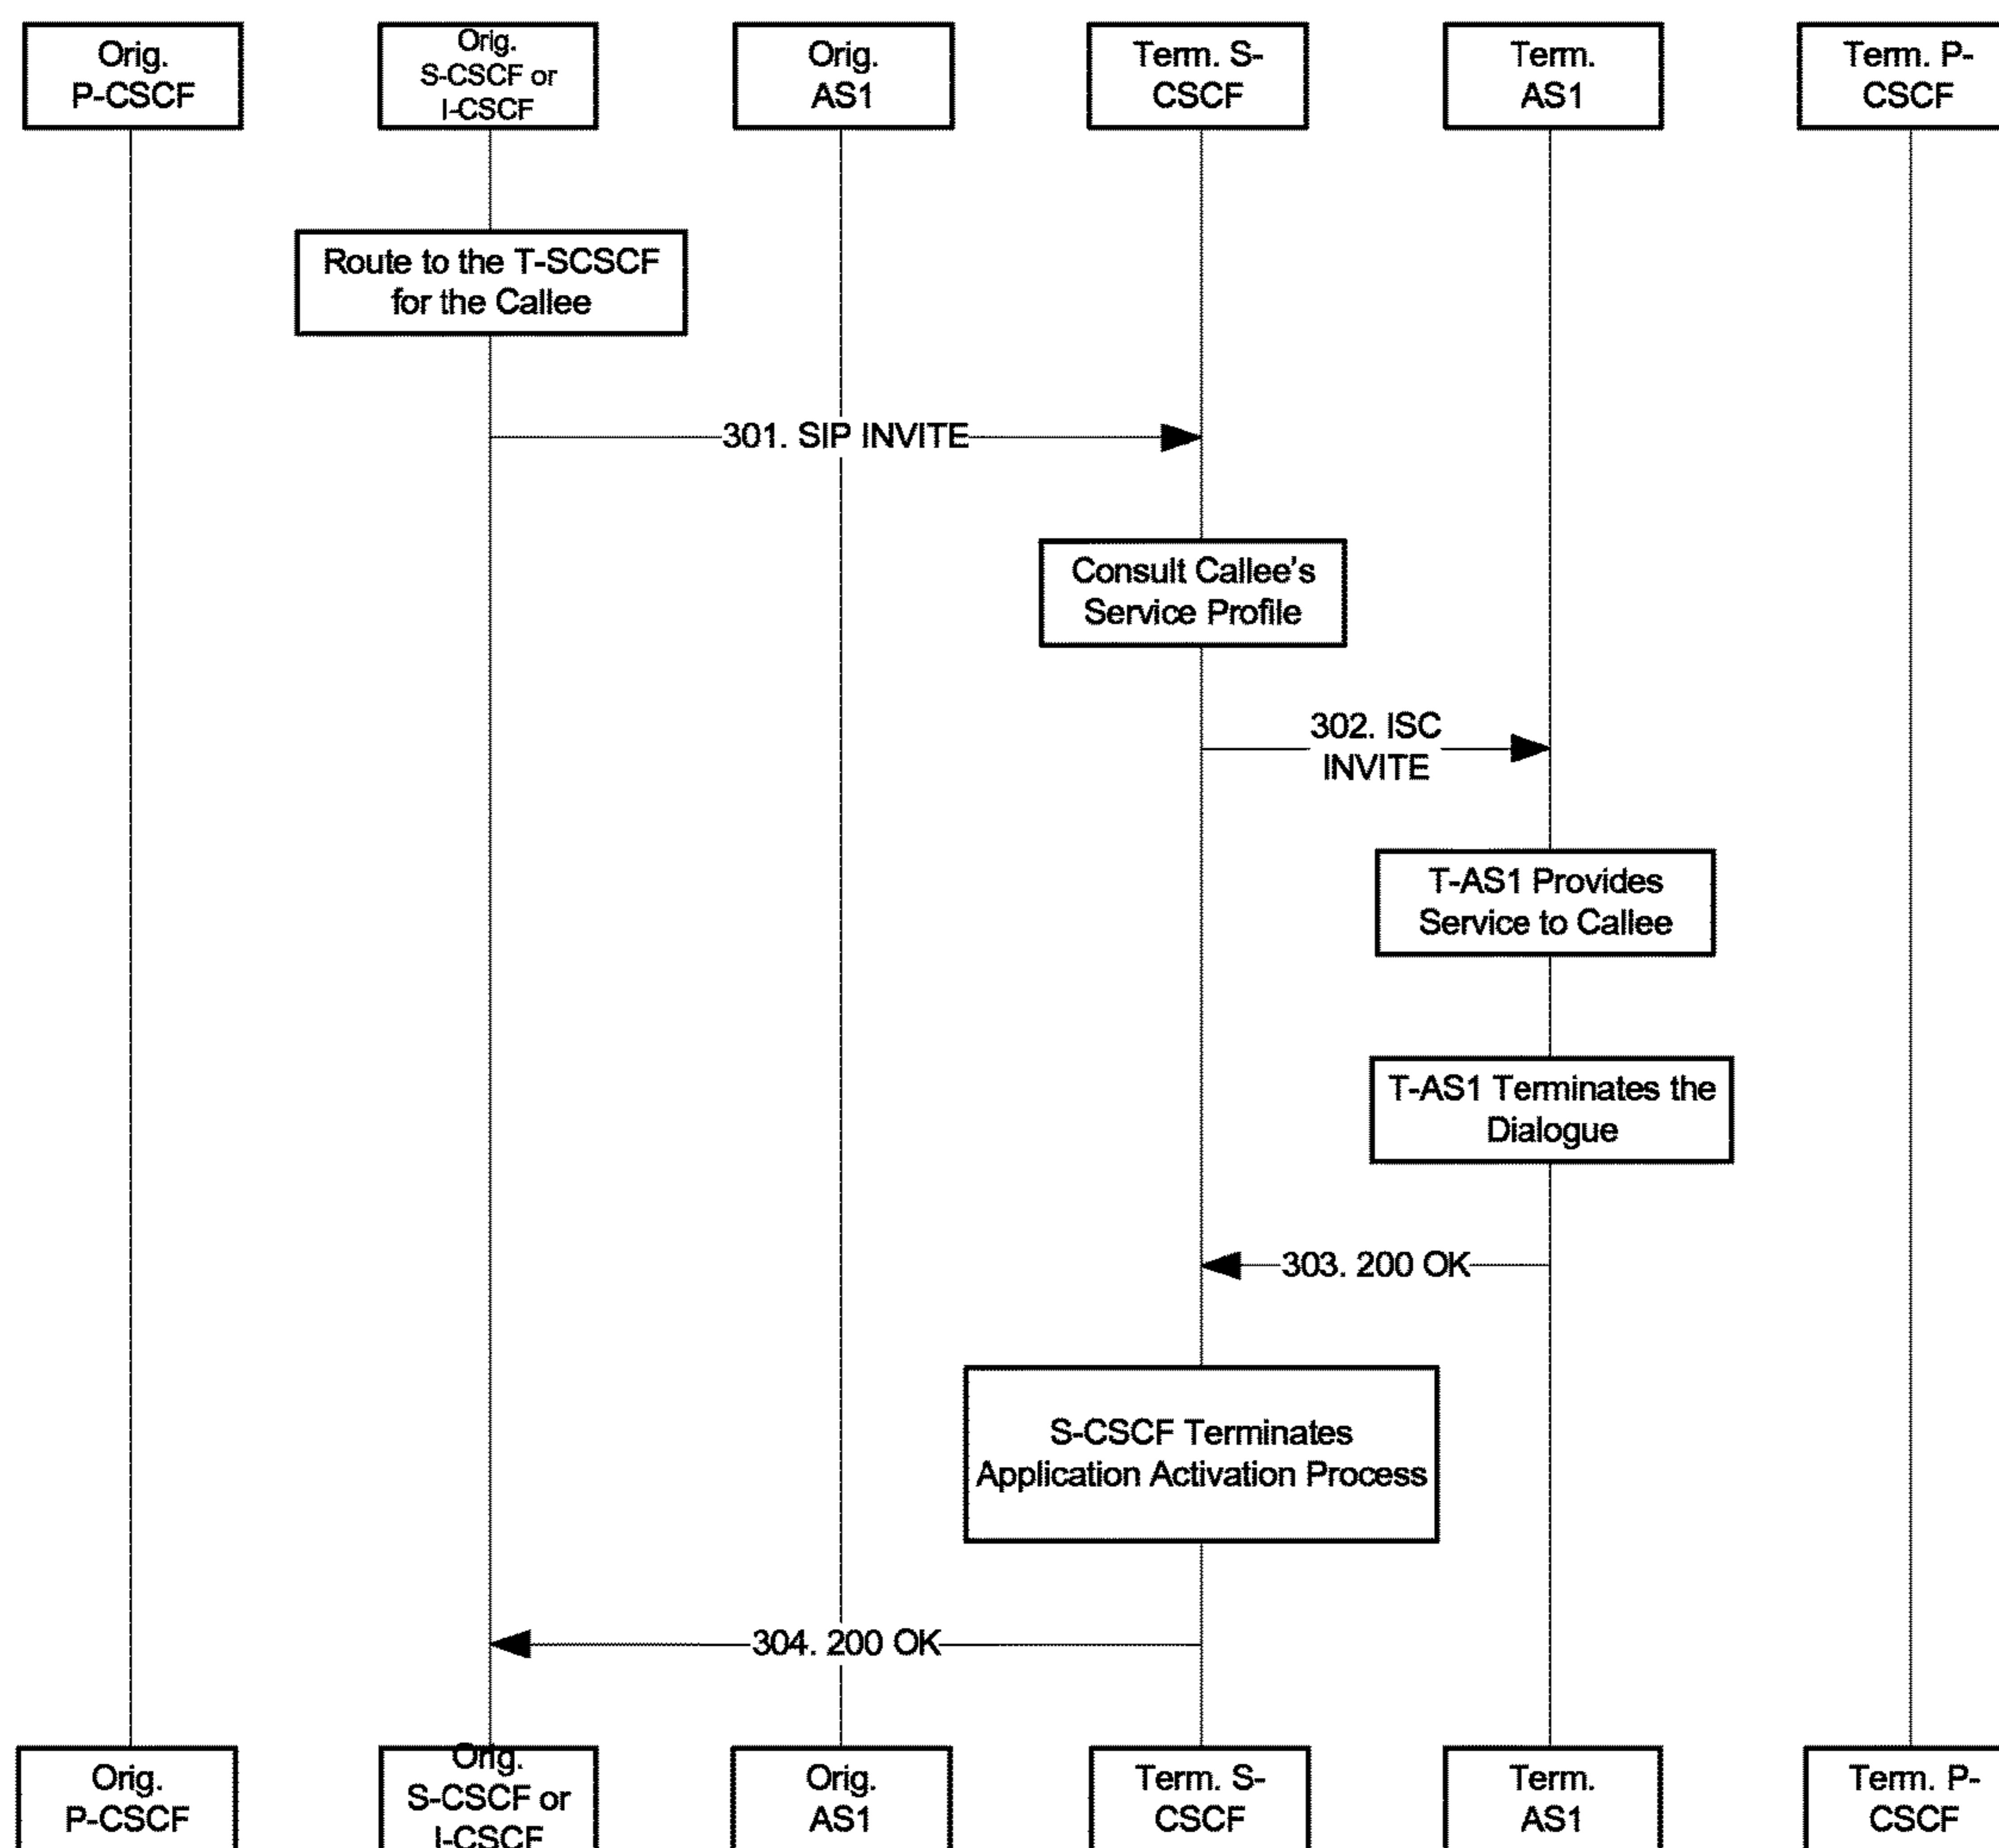 Orig.
P-CSCF
Orig.
S-CSCF or
I-CSCF
Orig.
AS1
Term. S-
CSCF
Term.
AS1
Term. P-
CSCF
Route to the T-SCSCF
for the Callee
301. SIP INVITE
Consult Callee's
Service Profile
302. ISC
INVITE
T-AS1 Provides
Service to Callee
T-AS1 Terminates the
Dialogue
303. 200 OK
S-CSCF Terminates
Application Activation Process
304. 200 OK
Orig.
P-CSCF
Orig.
S-CSCF or
I-CSCF
Orig.
AS1
Term. S-
CSCF
Term.
AS1
Term. P-
CSCF